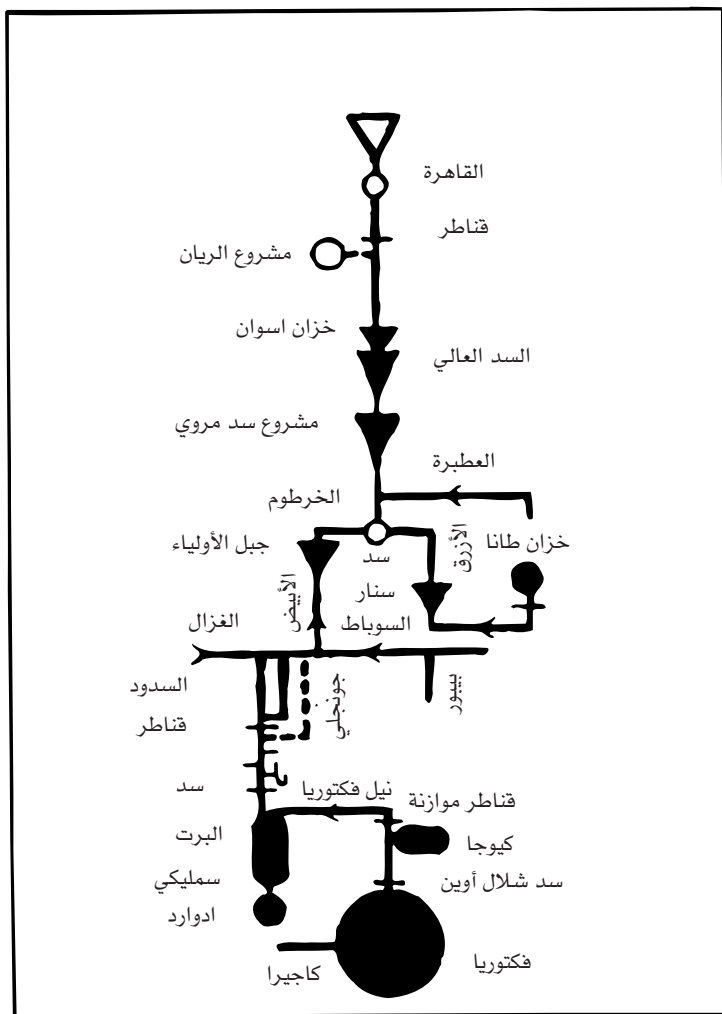 القاهرة
قناطر
مشروع الريان
خزان اسوان
السد العالي
مشروع سد مروي
العطبرة
الخرطوم
خزان طانا
الأزرق
جبل الأولياء
سد
سنار
الأبيض
السوباط
الغزال
السدود
جونجلي
بيبور
قناطر
سد
نيل فكتوريا
قناطر موازنة
البرت
كيوجا
سمليكي
سد شلال أوين
ادوارد
فكتوريا
كاجيرا